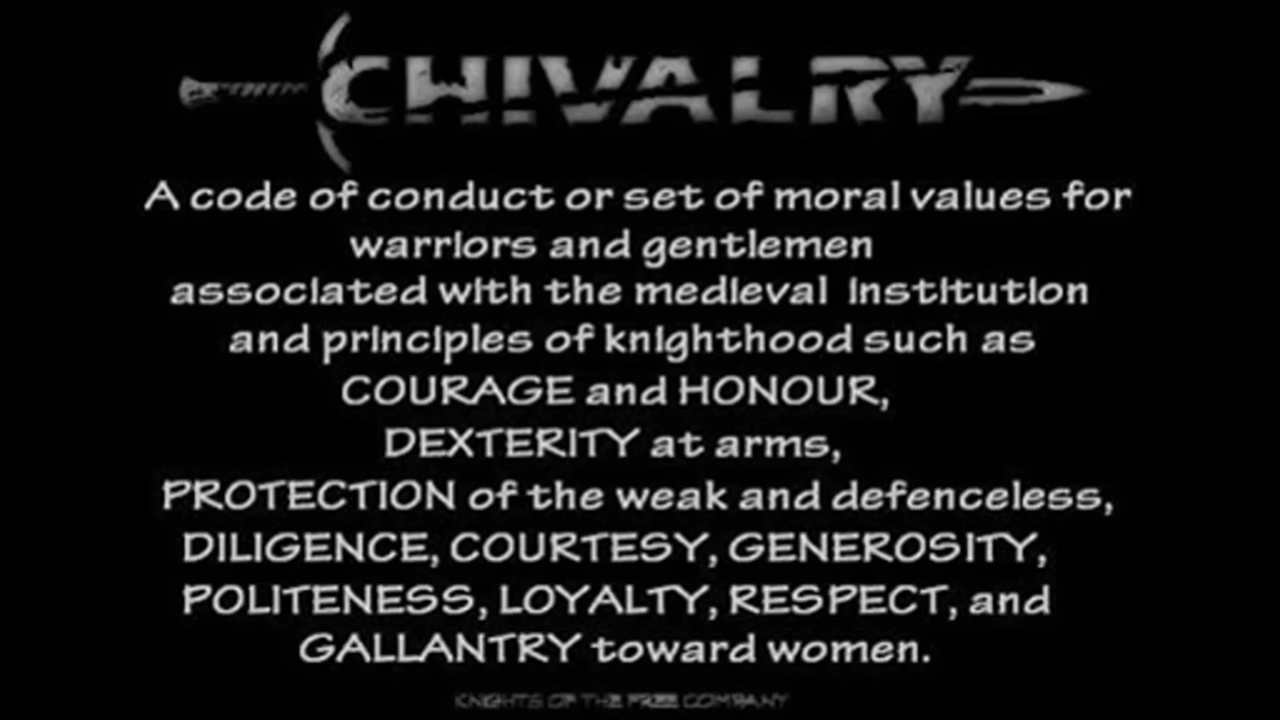 CHIVALRY
A code of conduct or set of moral values for
warriors and gentlemen
associated with the medieval institution
and principles of knighthood such as
COURAGE and HONOUR,
DEXTERITY at arms,
PROTECTION of the weak and defenceless,
DILIGENCE, COURTESY, GENEROSITY,
POLITENESS, LOYALTY, RESPECT, and
GALLANTRY toward women.
KNIGHTS OF THE FREE COMPANY